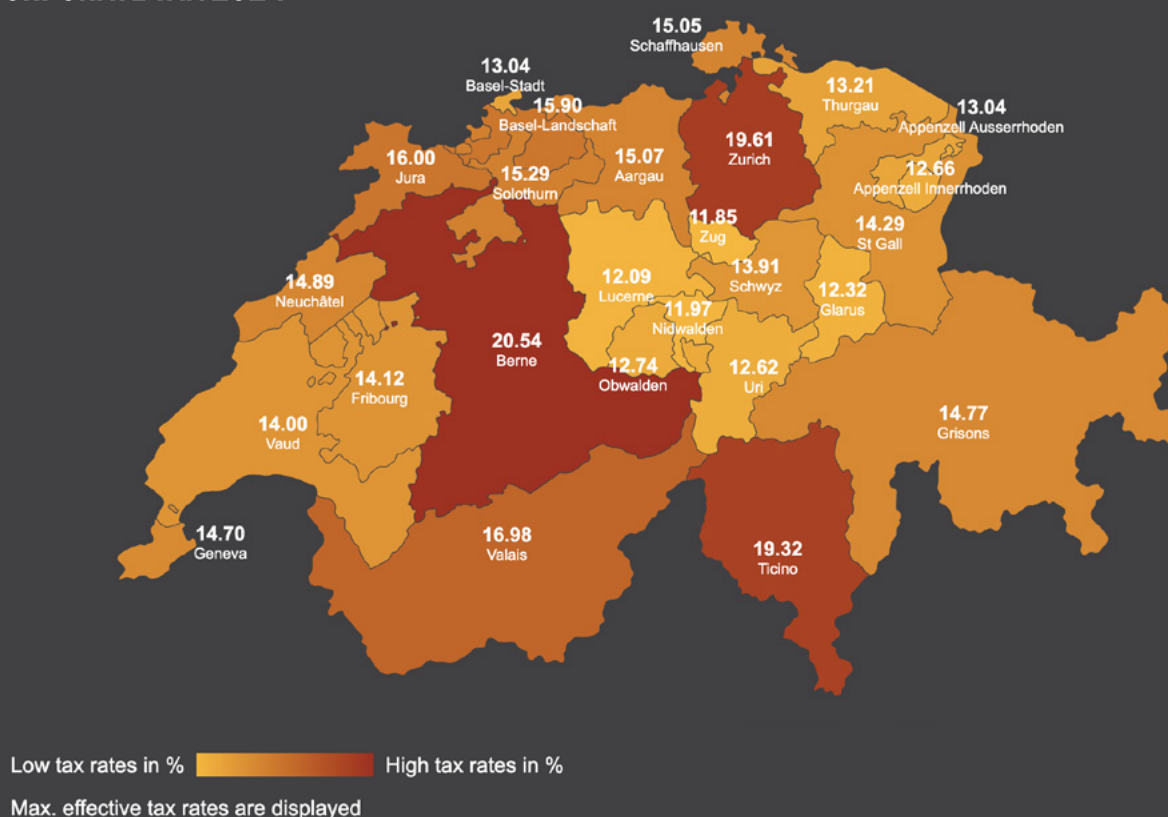 15.05
Schaffhausen
13.04
Basel-Stadt
15.90
Basel-Landschaft
13.21
Thurgau
13.04
Appenzell Ausserrhoden
19.61
Zurich
16.00
Jura
15.29
Solothurn
15.07
Aargau
12.66
Appenzell Innerrhoden
11.85
Zug
14.29
St Gall
14.89
Neuchâtel
12.09
Lucerne
13.91
Schwyz
12.32
Glarus
11.97
Nidwalden
20.54
Berne
12.74
Obwalden
12.62
Uri
14.12
Fribourg
14.00
Vaud
14.77
Grisons
14.70
Geneva
16.98
Valais
19.32
Ticino
Low tax rates in %
High tax rates in %
Max. effective tax rates are displayed